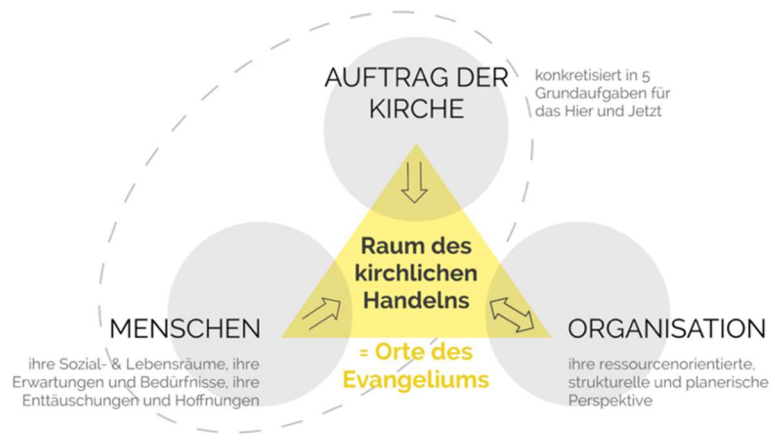 AUFTRAG DER
KIRCHE
konkretisiert in 5
Grundaufgaben für
das Hier und Jetzt
Raum des
kirchlichen
Handelns
= Orte des
Evangeliums
MENSCHEN
ihre Sozial- & Lebensräume, ihre
Erwartungen und Bedürfnisse, ihre
Enttäuschungen und Hoffnungen
ORGANISATION
ihre ressourcenorientierte,
strukturelle und planerische
Perspektive